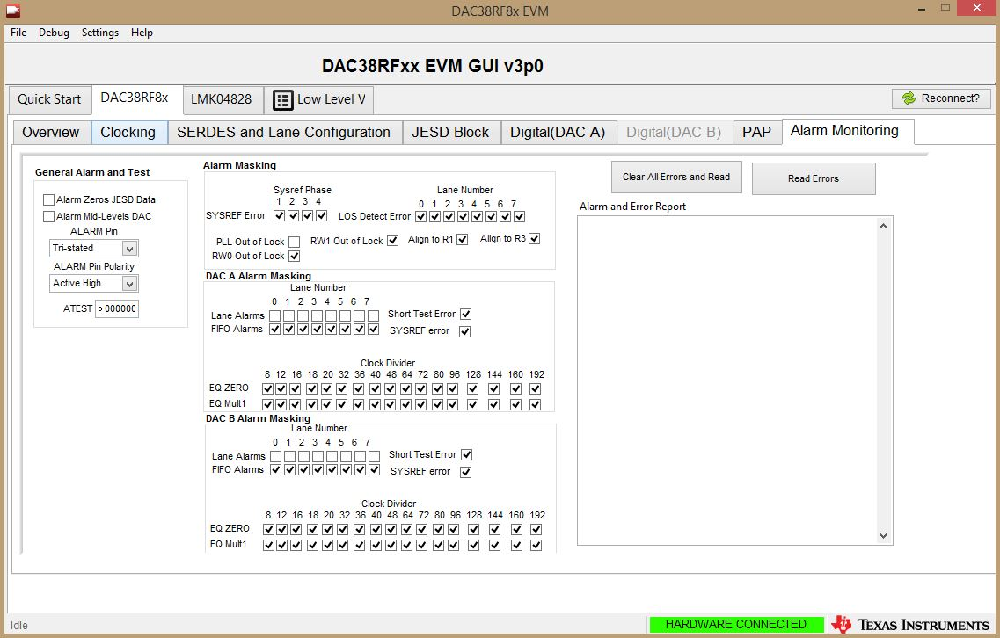 DAC38RF8x EVM
File Debug Settings Help
DAC38RFxx EVM GUI v3p0
Quick Start DAC38RF8x LMK04828 Low Level V Reconnect?
Overview Clocking SERDES and Lane Configuration JESD Block Digital(DAC A) Digital(DAC B) PAP Alarm Monitoring
General Alarm and Test
Alarm Zeros JESD Data
Alarm Mid-Levels DAC
ALARM Pin
Tri-stated
ALARM Pin Polarity
Active High
ATEST b 000000
Alarm Masking
Sysref Phase Lane Number
1 2 3 4 0 1 2 3 4 5 6 7
SYSREF Error LOS Detect Error
PLL Out of Lock RW1 Out of Lock Align to R1 Align to R3
RW0 Out of Lock
DAC A Alarm Masking
Lane Number
0 1 2 3 4 5 6 7
Lane Alarms Short Test Error
FIFO Alarms SYSREF error
Clock Divider
8 12 16 18 20 32 36 40 48 64 72 80 96 128 144 160 192
EQ ZERO
EQ Mult1
DAC B Alarm Masking
Lane Number
0 1 2 3 4 5 6 7
Lane Alarms Short Test Error
FIFO Alarms SYSREF error
Clock Divider
8 12 16 18 20 32 36 40 48 64 72 80 96 128 144 160 192
EQ ZERO
EQ Mult1
Clear All Errors and Read Read Errors
Alarm and Error Report
Idle HARDWARE CONNECTED TEXAS INSTRUMENTS